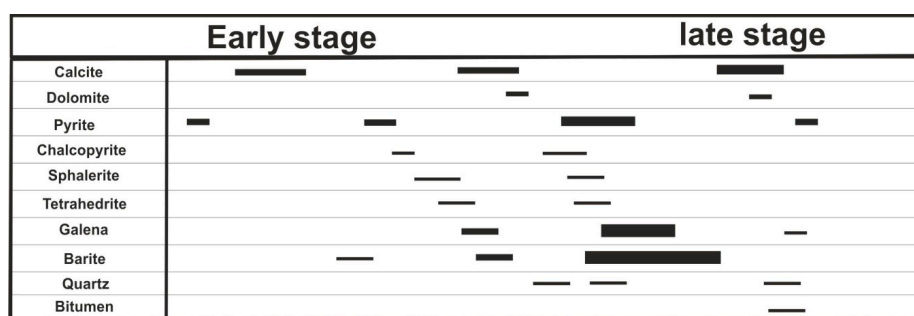 Early stage late stage
Calcite
Dolomite
Pyrite
Chalcopyrite
Sphalerite
Tetrahedrite
Galena
Barite
Quartz
Bitumen